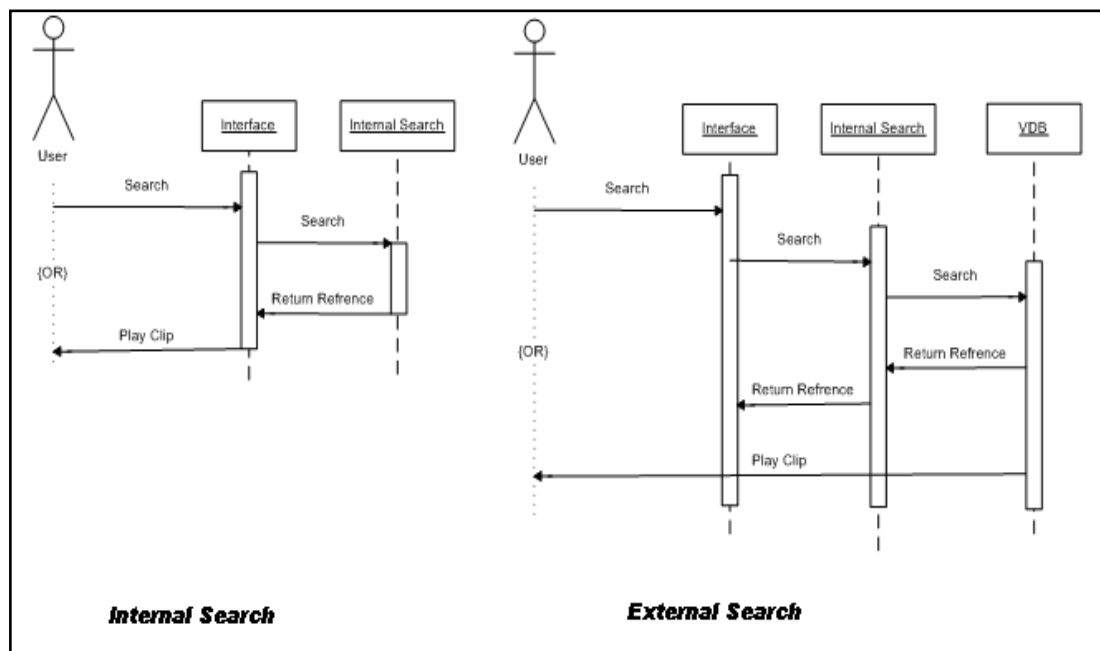 Interface
Internal Search
User
Search
Search
{OR}
Return Refrence
Play Clip
Internal Search
Interface
Internal Search
VDB
User
Search
Search
Search
{OR}
Return Refrence
Return Refrence
Play Clip
External Search